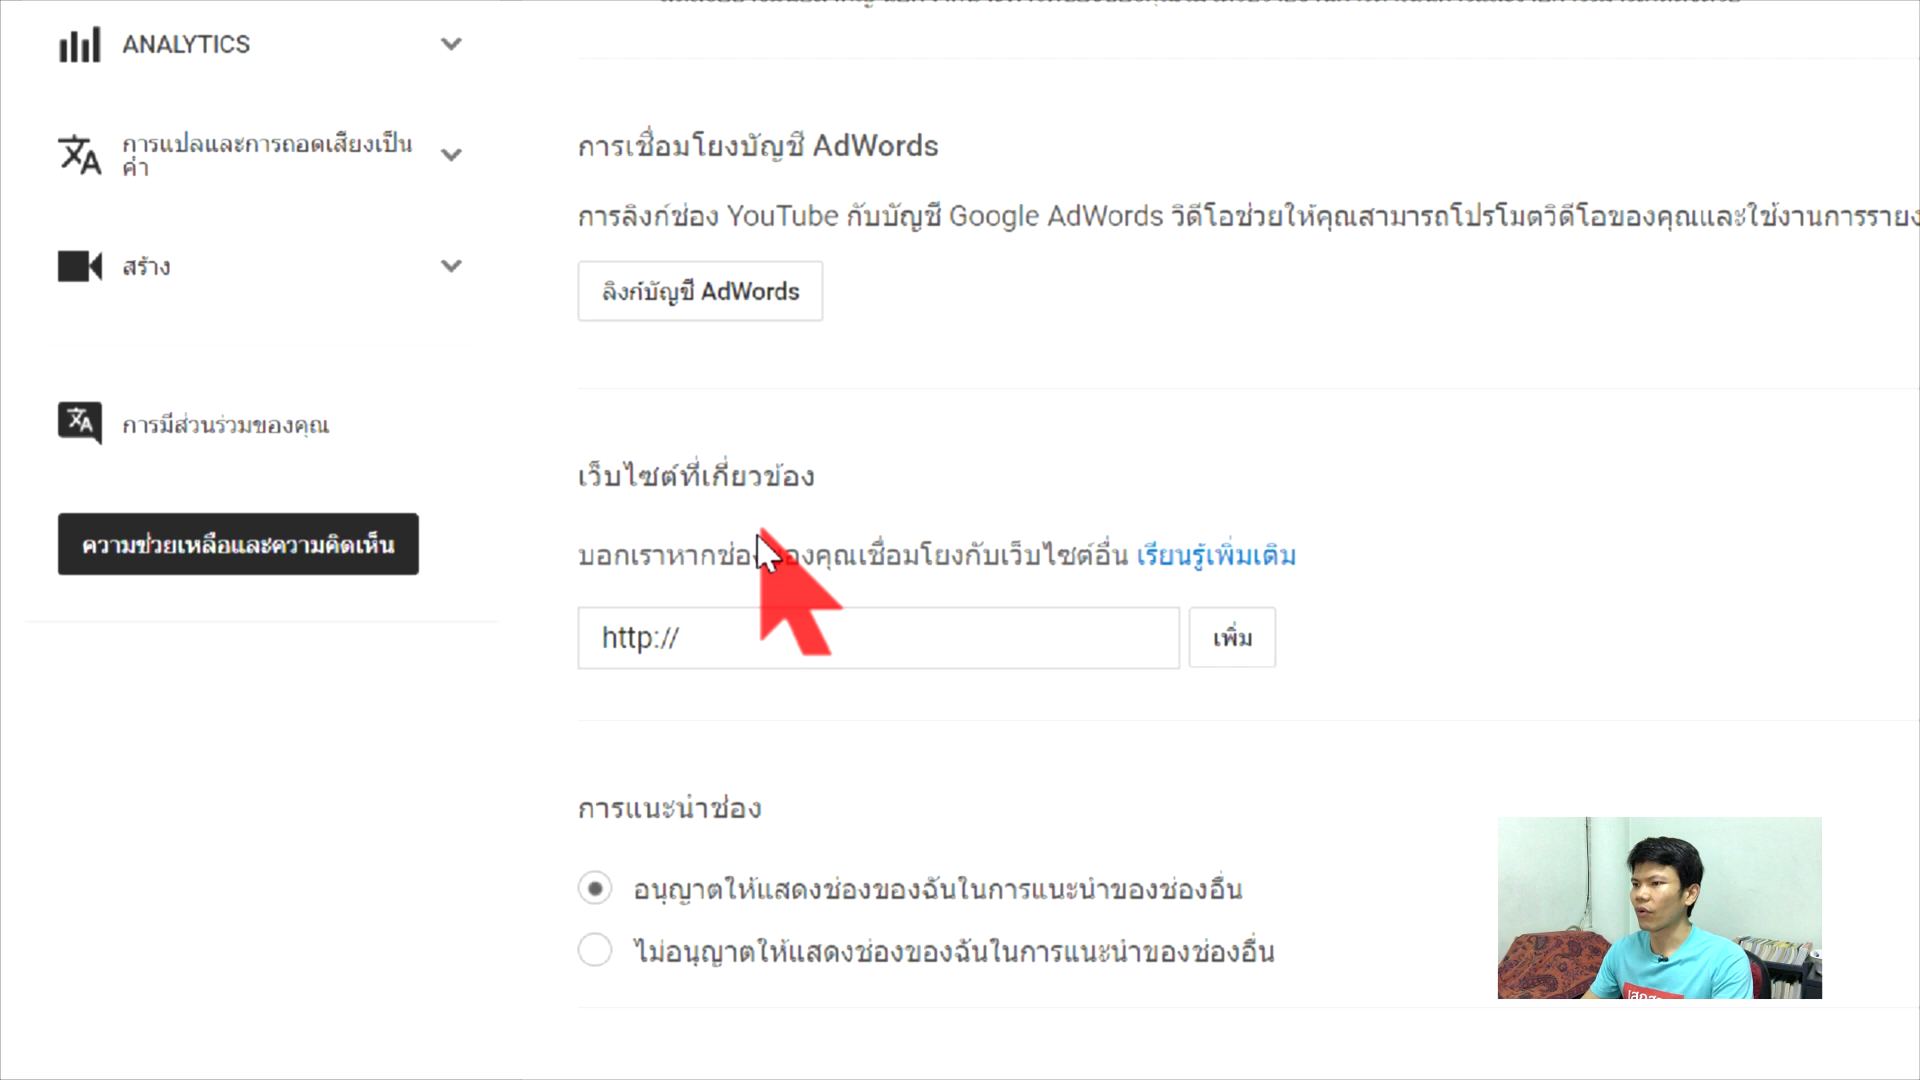 ANALYTICS
การแปลและการถอดเสียงเป็น
คำ
สร้าง
การมีส่วนร่วมของคุณ
ความช่วยเหลือและความคิดเห็น
การเชื่อมโยงบัญชี AdWords
การลิงก์ช่อง YouTube กับบัญชี Google AdWords วิดีโอช่วยให้คุณสามารถโปรโมตวิดีโอของคุณและใช้งานการรายง
ลิงก์บัญชี AdWords
เว็บไซต์ที่เกี่ยวข้อง
บอกเราหากช่องของคุณเชื่อมโยงกับเว็บไซต์อื่น เรียนรู้เพิ่มเติม
http://
เพิ่ม
การแนะนำช่อง
อนุญาตให้แสดงช่องของฉันในการแนะนำของช่องอื่น
ไม่อนุญาตให้แสดงช่องของฉันในการแนะนำของช่องอื่น